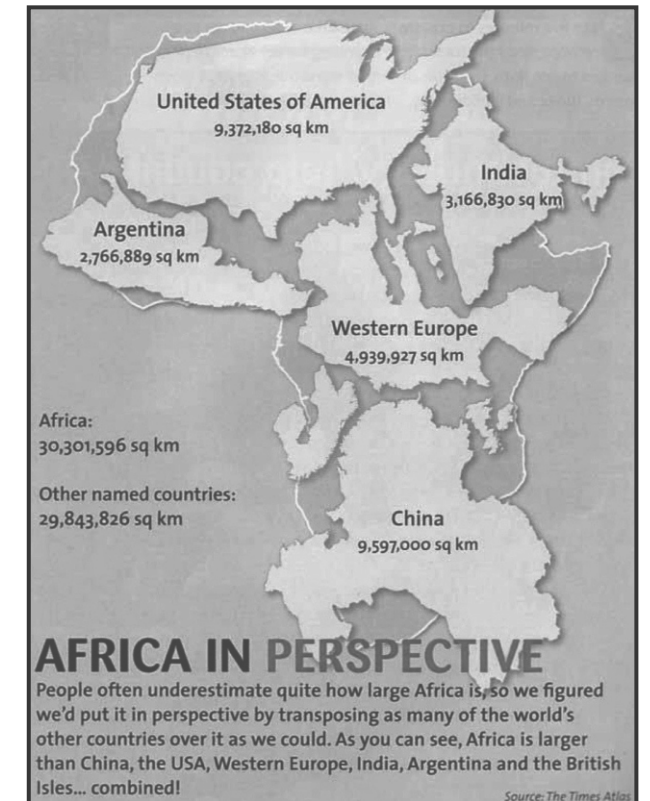 United States of America
9,372,180 sq km
India
3,166,830 sq km
Argentina
2,766,889 sq km
Western Europe
4,939,927 sq km
Africa:
30,301,596 sq km
Other named countries:
29,843,826 sq km
China
9,597,000 sq km
AFRICA IN PERSPECTIVE
People often underestimate quite how large Africa is, so we figured
we'd put it in perspective by transposing as many of the world's
other countries over it as we could. As you can see, Africa is larger
than China, the USA, Western Europe, India, Argentina and the British
Isles... combined!
Source: The Times Atlas